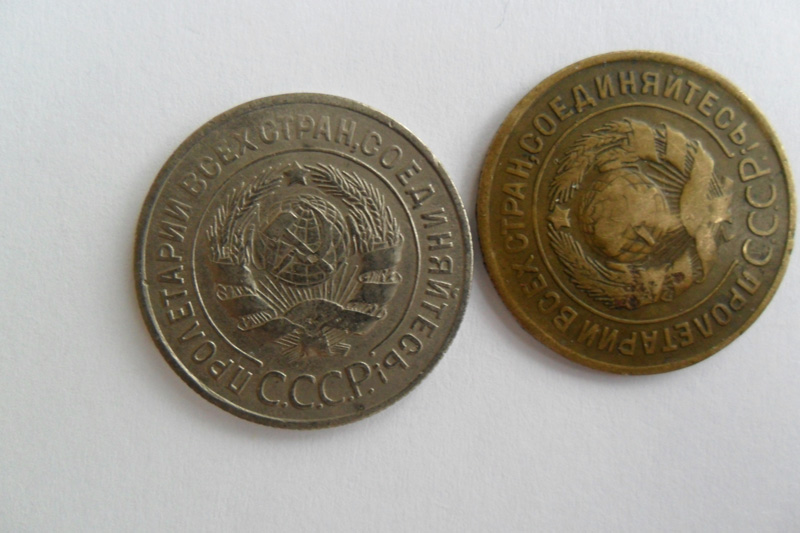 ПРОЛЕТАРИИ ВСЕХ СТРАН, СОЕДИНЯЙТЕСЬ!
С.С.С.Р.
ПРОЛЕТАРИИ ВСЕХ СТРАН, СОЕДИНЯЙТЕСЬ!
СССР